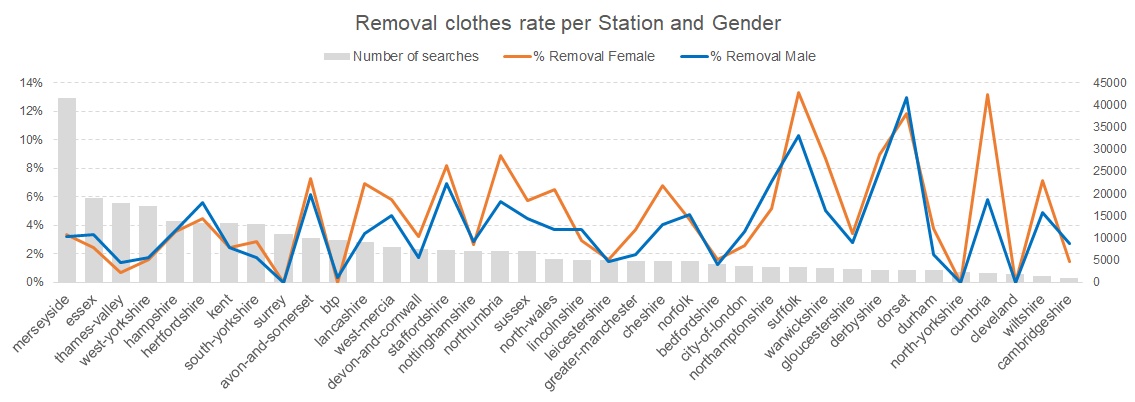 Removal clothes rate per Station and Gender
Number of searches % Removal Female % Removal Male
14% 45000
12% 40000
10% 35000
8% 30000
6% 25000
4% 20000
2% 15000
0% 10000
5000
0
merseyside
essex
thames-valley
west-yorkshire
hampshire
hertfordshire
kent
south-yorkshire
surrey
avon-and-somerset
btp
lancashire
west-mercia
devon-and-cornwall
staffordshire
nottinghamshire
northumbria
sussex
north-wales
lincolnshire
leicestershire
greater-manchester
cheshire
norfolk
bedfordshire
city-of-london
northamptonshire
suffolk
warwickshire
gloucestershire
derbyshire
dorset
durham
north-yorkshire
cumbria
cleveland
wiltshire
cambridgeshire